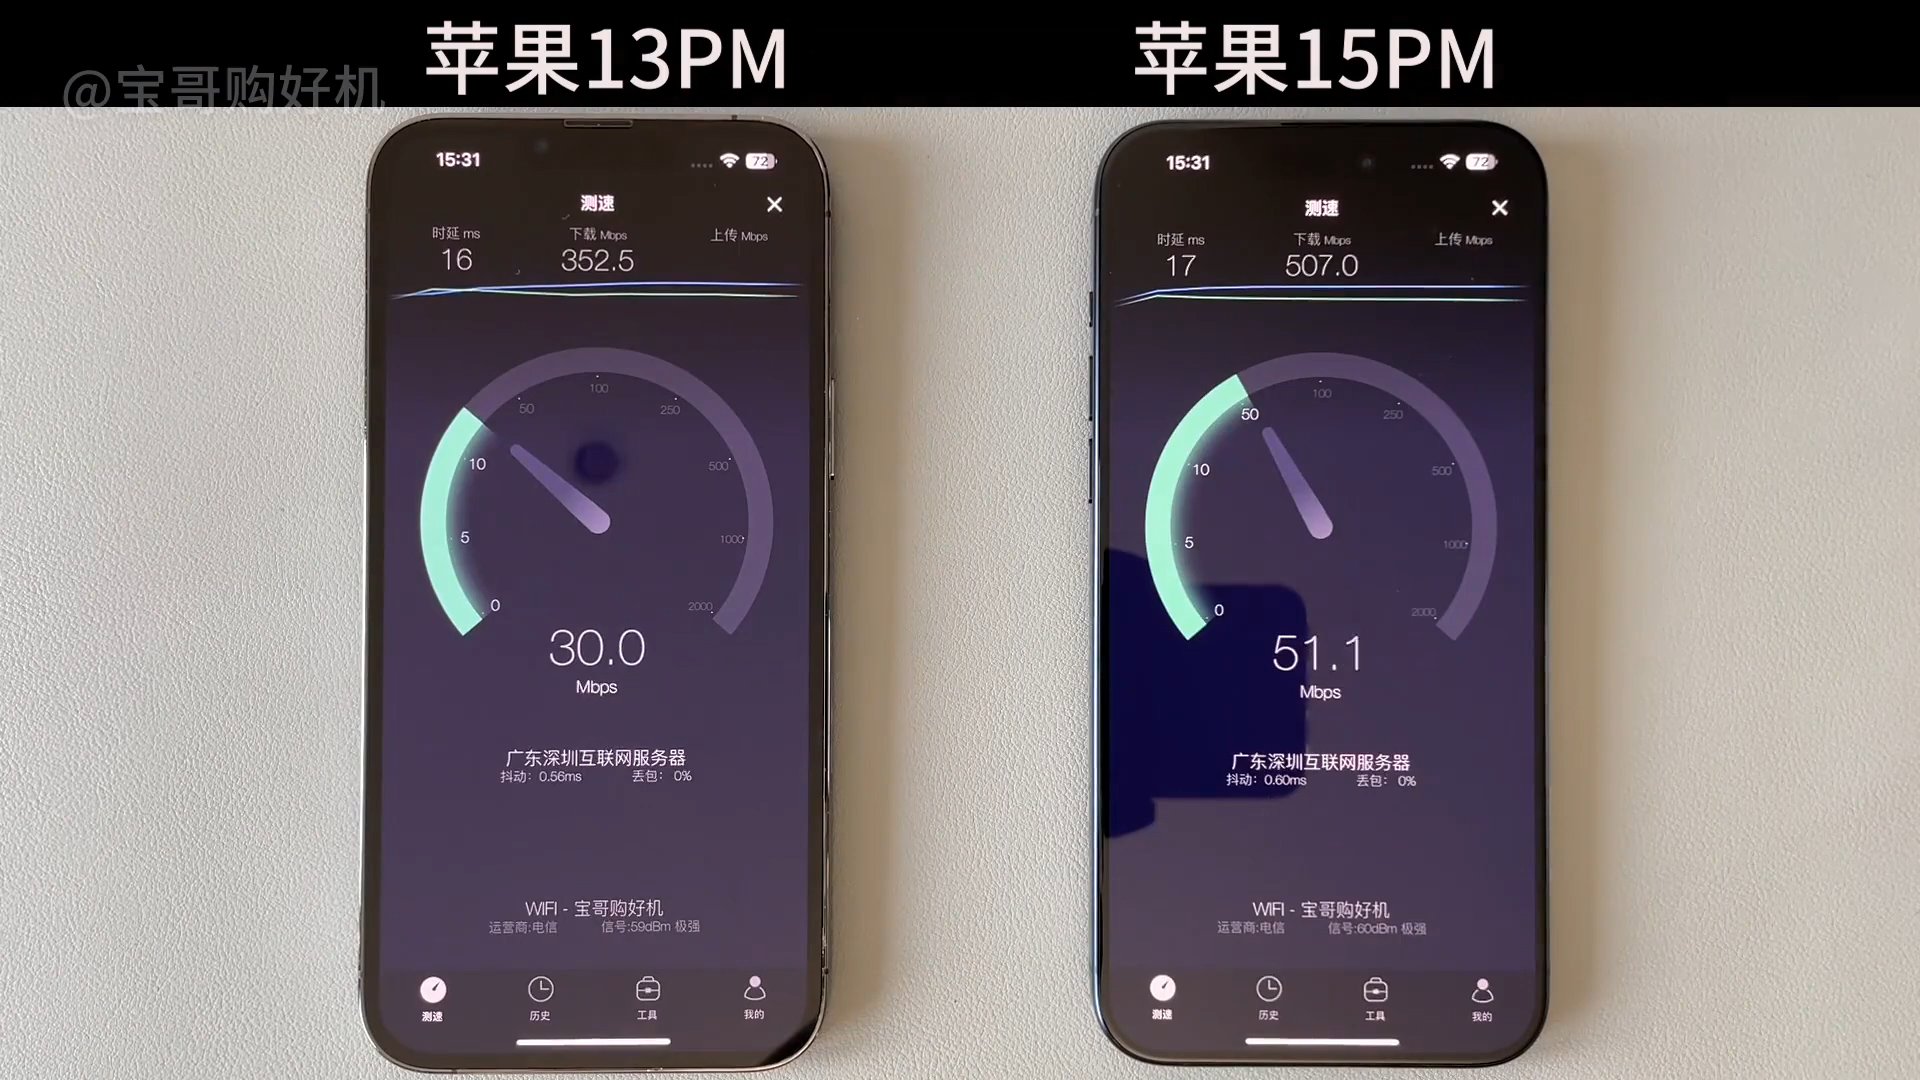 苹果13PM
苹果15PM
@宝哥购好机
15:31
72
测速
时延 ms
下载 Mbps
上传 Mbps
16
352.5
0
5
10
50
100
250
500
1000
2000
30.0
Mbps
广东深圳互联网服务器
抖动: 0.56ms
丢包: 0%
WIFI - 宝哥购好机
运营商:电信
信号:59dBm 极强
测速
历史
工具
我的
15:31
72
测速
时延 ms
下载 Mbps
上传 Mbps
17
507.0
0
5
10
50
100
250
500
1000
2000
51.1
Mbps
广东深圳互联网服务器
抖动: 0.60ms
丢包: 0%
WIFI - 宝哥购好机
运营商:电信
信号:60dBm 极强
测速
历史
工具
我的